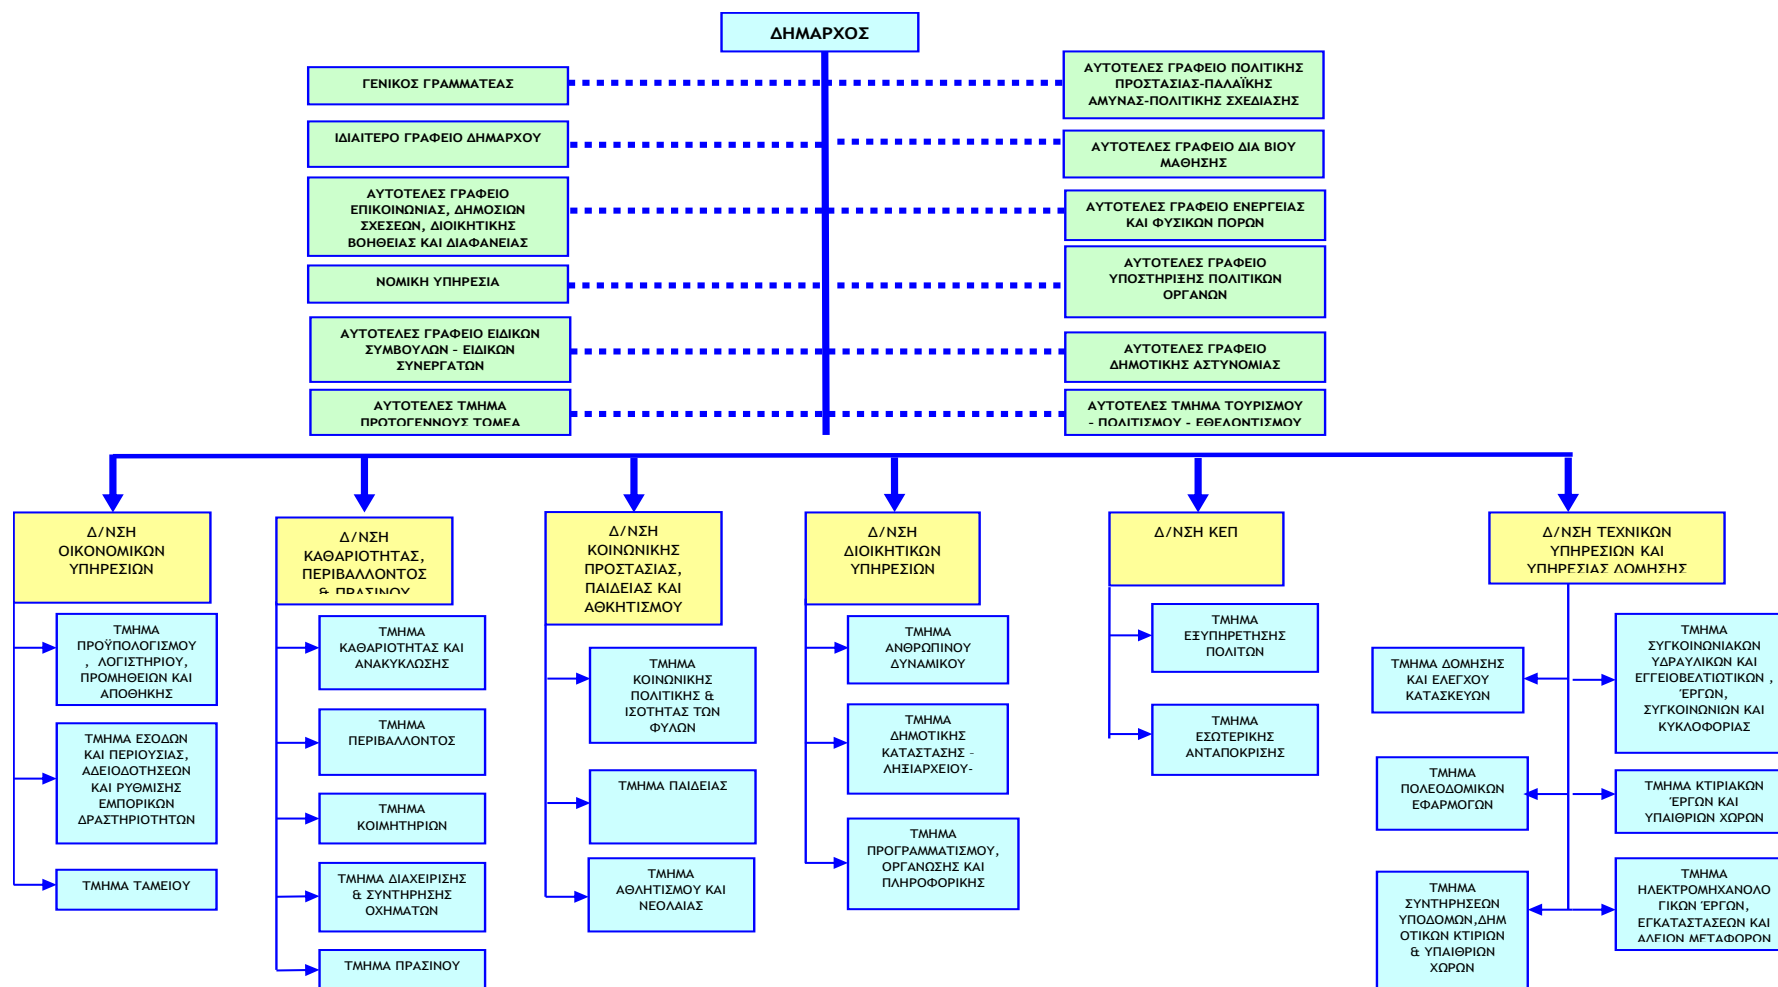 ΔΗΜΑΡΧΟΣ
ΓΕΝΙΚΟΣ ΓΡΑΜΜΑΤΕΑΣ
ΑΥΤΟΤΕΛΕΣ ΓΡΑΦΕΙΟ ΠΟΛΙΤΙΚΗΣ
ΠΡΟΣΤΑΣΙΑΣ-ΠΑΛΑΪΚΗΣ
ΑΜΥΝΑΣ-ΠΟΛΙΤΙΚΗΣ ΣΧΕΔΙΑΣΗΣ
ΙΔΙΑΙΤΕΡΟ ΓΡΑΦΕΙΟ ΔΗΜΑΡΧΟΥ
ΑΥΤΟΤΕΛΕΣ ΓΡΑΦΕΙΟ ΔΙΑ ΒΙΟΥ
ΜΑΘΗΣΗΣ
ΑΥΤΟΤΕΛΕΣ ΓΡΑΦΕΙΟ
ΕΠΙΚΟΙΝΩΝΙΑΣ, ΔΗΜΟΣΙΩΝ
ΣΧΕΣΕΩΝ, ΔΙΟΙΚΗΤΙΚΗΣ
ΒΟΗΘΕΙΑΣ ΚΑΙ ΔΙΑΦΑΝΕΙΑΣ
ΑΥΤΟΤΕΛΕΣ ΓΡΑΦΕΙΟ ΕΝΕΡΓΕΙΑΣ
ΚΑΙ ΦΥΣΙΚΩΝ ΠΟΡΩΝ
ΝΟΜΙΚΗ ΥΠΗΡΕΣΙΑ
ΑΥΤΟΤΕΛΕΣ ΓΡΑΦΕΙΟ
ΥΠΟΣΤΗΡΙΞΗΣ ΠΟΛΙΤΙΚΩΝ
ΟΡΓΑΝΩΝ
ΑΥΤΟΤΕΛΕΣ ΓΡΑΦΕΙΟ ΕΙΔΙΚΩΝ
ΣΥΜΒΟΥΛΩΝ - ΕΙΔΙΚΩΝ
ΣΥΝΕΡΓΑΤΩΝ
ΑΥΤΟΤΕΛΕΣ ΓΡΑΦΕΙΟ
ΔΗΜΟΤΙΚΗΣ ΑΣΤΥΝΟΜΙΑΣ
ΑΥΤΟΤΕΛΕΣ ΤΜΗΜΑ
ΠΡΩΤΟΓΕΝΝΟΥΣ ΤΟΜΕΑ
ΑΥΤΟΤΕΛΕΣ ΤΜΗΜΑ ΤΟΥΡΙΣΜΟΥ
- ΠΟΛΙΤΙΣΜΟΥ - ΕΘΕΛΟΝΤΙΣΜΟΥ
Δ/ΝΣΗ
ΟΙΚΟΝΟΜΙΚΩΝ
ΥΠΗΡΕΣΙΩΝ
ΤΜΗΜΑ
ΠΡΟΫΠΟΛΟΓΙΣΜΟΥ
, ΛΟΓΙΣΤΗΡΙΟΥ,
ΠΡΟΜΗΘΕΙΩΝ ΚΑΙ
ΑΠΟΘΗΚΗΣ
ΤΜΗΜΑ ΕΣΟΔΩΝ
ΚΑΙ ΠΕΡΙΟΥΣΙΑΣ,
ΑΔΕΙΟΔΟΤΗΣΕΩΝ
ΚΑΙ ΡΥΘΜΙΣΗΣ
ΕΜΠΟΡΙΚΩΝ
ΔΡΑΣΤΗΡΙΟΤΗΤΩΝ
ΤΜΗΜΑ ΤΑΜΕΙΟΥ
Δ/ΝΣΗ
ΚΑΘΑΡΙΟΤΗΤΑΣ,
ΠΕΡΙΒΑΛΛΟΝΤΟΣ
& ΠΡΑΣΙΝΟΥ
ΤΜΗΜΑ
ΚΑΘΑΡΙΟΤΗΤΑΣ ΚΑΙ
ΑΝΑΚΥΚΛΩΣΗΣ
ΤΜΗΜΑ
ΠΕΡΙΒΑΛΛΟΝΤΟΣ
ΤΜΗΜΑ
ΚΟΙΜΗΤΗΡΙΩΝ
ΤΜΗΜΑ ΔΙΑΧΕΙΡΙΣΗΣ
& ΣΥΝΤΗΡΗΣΗΣ
ΟΧΗΜΑΤΩΝ
ΤΜΗΜΑ ΠΡΑΣΙΝΟΥ
Δ/ΝΣΗ
ΚΟΙΝΩΝΙΚΗΣ
ΠΡΟΣΤΑΣΙΑΣ,
ΠΑΙΔΕΙΑΣ ΚΑΙ
ΑΘΚΗΤΙΣΜΟΥ
ΤΜΗΜΑ
ΚΟΙΝΩΝΙΚΗΣ
ΠΟΛΙΤΙΚΗΣ &
ΙΣΟΤΗΤΑΣ ΤΩΝ
ΦΥΛΩΝ
ΤΜΗΜΑ ΠΑΙΔΕΙΑΣ
ΤΜΗΜΑ
ΑΘΛΗΤΙΣΜΟΥ ΚΑΙ
ΝΕΟΛΑΙΑΣ
Δ/ΝΣΗ
ΔΙΟΙΚΗΤΙΚΩΝ
ΥΠΗΡΕΣΙΩΝ
ΤΜΗΜΑ
ΑΝΘΡΩΠΙΝΟΥ
ΔΥΝΑΜΙΚΟΥ
ΤΜΗΜΑ
ΔΗΜΟΤΙΚΗΣ
ΚΑΤΑΣΤΑΣΗΣ -
ΛΗΞΙΑΡΧΕΙΟΥ-
ΤΜΗΜΑ
ΠΡΟΓΡΑΜΜΑΤΙΣΜΟΥ,
ΟΡΓΑΝΩΣΗΣ ΚΑΙ
ΠΛΗΡΟΦΟΡΙΚΗΣ
Δ/ΝΣΗ ΚΕΠ
ΤΜΗΜΑ
ΕΞΥΠΗΡΕΤΗΣΗΣ
ΠΟΛΙΤΩΝ
ΤΜΗΜΑ
ΕΣΩΤΕΡΙΚΗΣ
ΑΝΤΑΠΟΚΡΙΣΗΣ
Δ/ΝΣΗ ΤΕΧΝΙΚΩΝ
ΥΠΗΡΕΣΙΩΝ ΚΑΙ
ΥΠΗΡΕΣΙΑΣ ΔΟΜΗΣΗΣ
ΤΜΗΜΑ ΔΟΜΗΣΗΣ
ΚΑΙ ΕΛΕΓΧΟΥ
ΚΑΤΑΣΚΕΥΩΝ
ΤΜΗΜΑ
ΠΟΛΕΟΔΟΜΙΚΩΝ
ΕΦΑΡΜΟΓΩΝ
ΤΜΗΜΑ
ΣΥΝΤΗΡΗΣΕΩΝ
ΥΠΟΔΟΜΩΝ,ΔΗΜ
ΟΤΙΚΩΝ ΚΤΙΡΙΩΝ
& ΥΠΑΙΘΡΙΩΝ
ΧΩΡΩΝ
ΤΜΗΜΑ
ΣΥΓΚΟΙΝΩΝΙΑΚΩΝ
ΥΔΡΑΥΛΙΚΩΝ ΚΑΙ
ΕΓΓΕΙΟΒΕΛΤΙΩΤΙΚΩΝ ,
ΈΡΓΩΝ,
ΣΥΓΚΟΙΝΩΝΙΩΝ ΚΑΙ
ΚΥΚΛΟΦΟΡΙΑΣ
ΤΜΗΜΑ ΚΤΙΡΙΑΚΩΝ
ΈΡΓΩΝ ΚΑΙ
ΥΠΑΙΘΡΙΩΝ ΧΩΡΩΝ
ΤΜΗΜΑ
ΗΛΕΚΤΡΟΜΗΧΑΝΟΛΟ
ΓΙΚΩΝ ΈΡΓΩΝ,
ΕΓΚΑΤΑΣΤΑΣΕΩΝ ΚΑΙ
ΑΔΕΙΩΝ ΜΕΤΑΦΟΡΩΝ